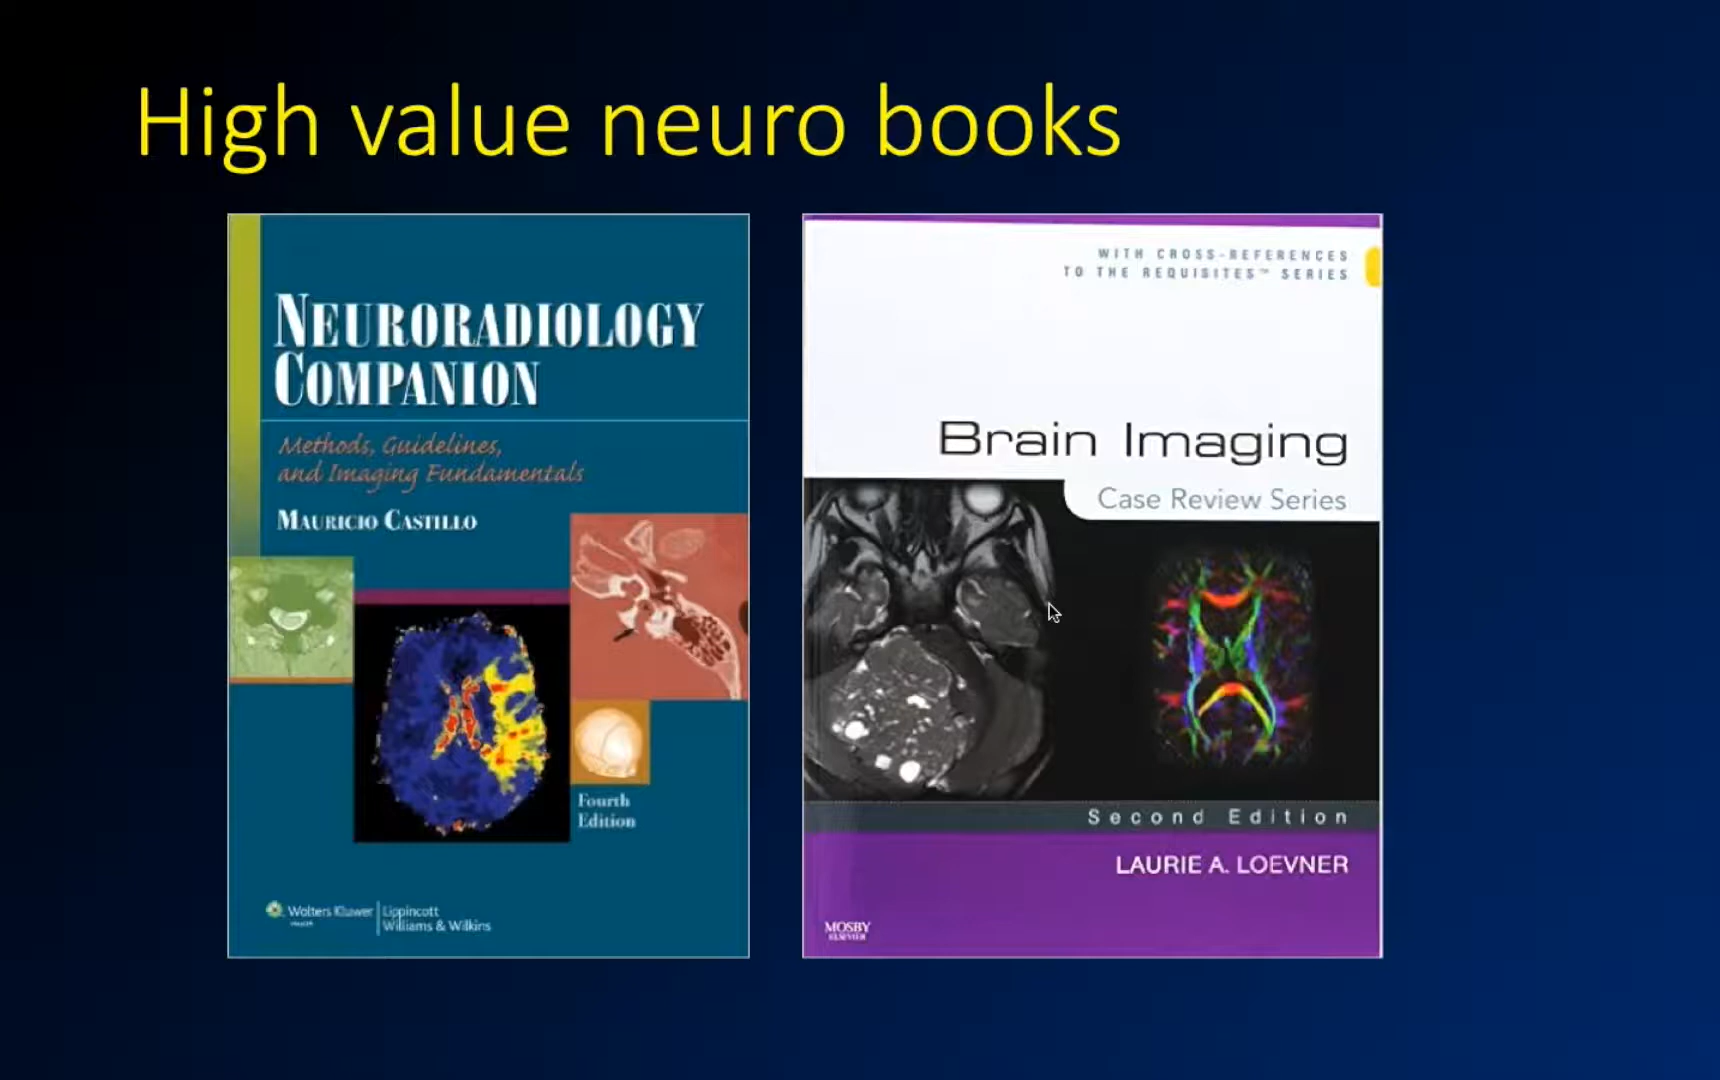 High value neuro books
NEURORADIOLOGY
COMPANION
Methods, Guidelines,
and Imaging Fundamentals
MAURICIO CASTILLO
Fourth
Edition
Wolters Kluwer
Lippincott
Williams & Wilkins
WITH CROSS-REFERENCES
TO THE REQUISITES™ SERIES
Brain Imaging
Case Review Series
Second Edition
LAURIE A. LOEVNER
MOSBY
ELSEVIER